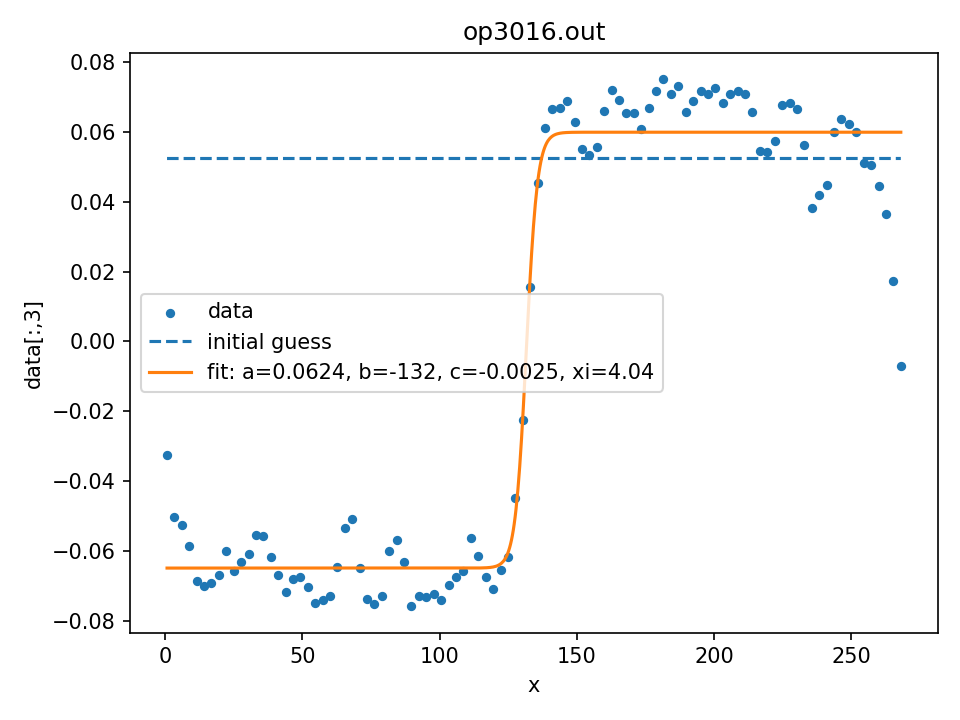 op3016.out
0.08
0.06
0.04
0.02
0.00
−0.02
−0.04
−0.06
−0.08
data[:,3]
data
initial guess
fit: a=0.0624, b=-132, c=-0.0025, xi=4.04
0 50 100 150 200 250
x